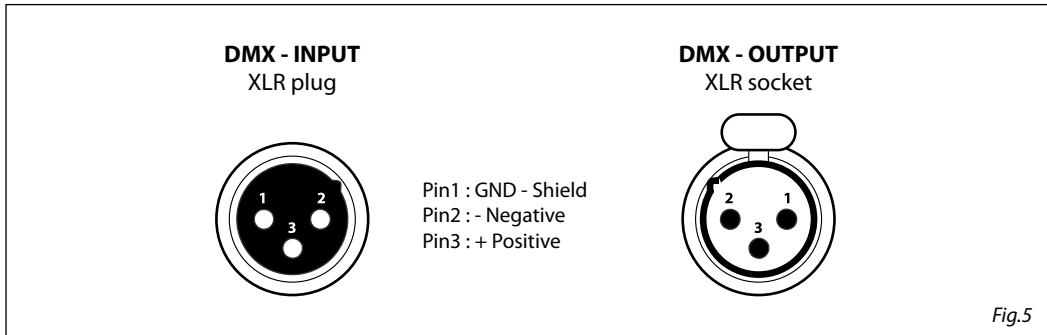 DMX - INPUT
XLR plug
1
2
3
Pin1 : GND - Shield
Pin2 : - Negative
Pin3 : + Positive
DMX - OUTPUT
XLR socket
2
1
3
Fig.5